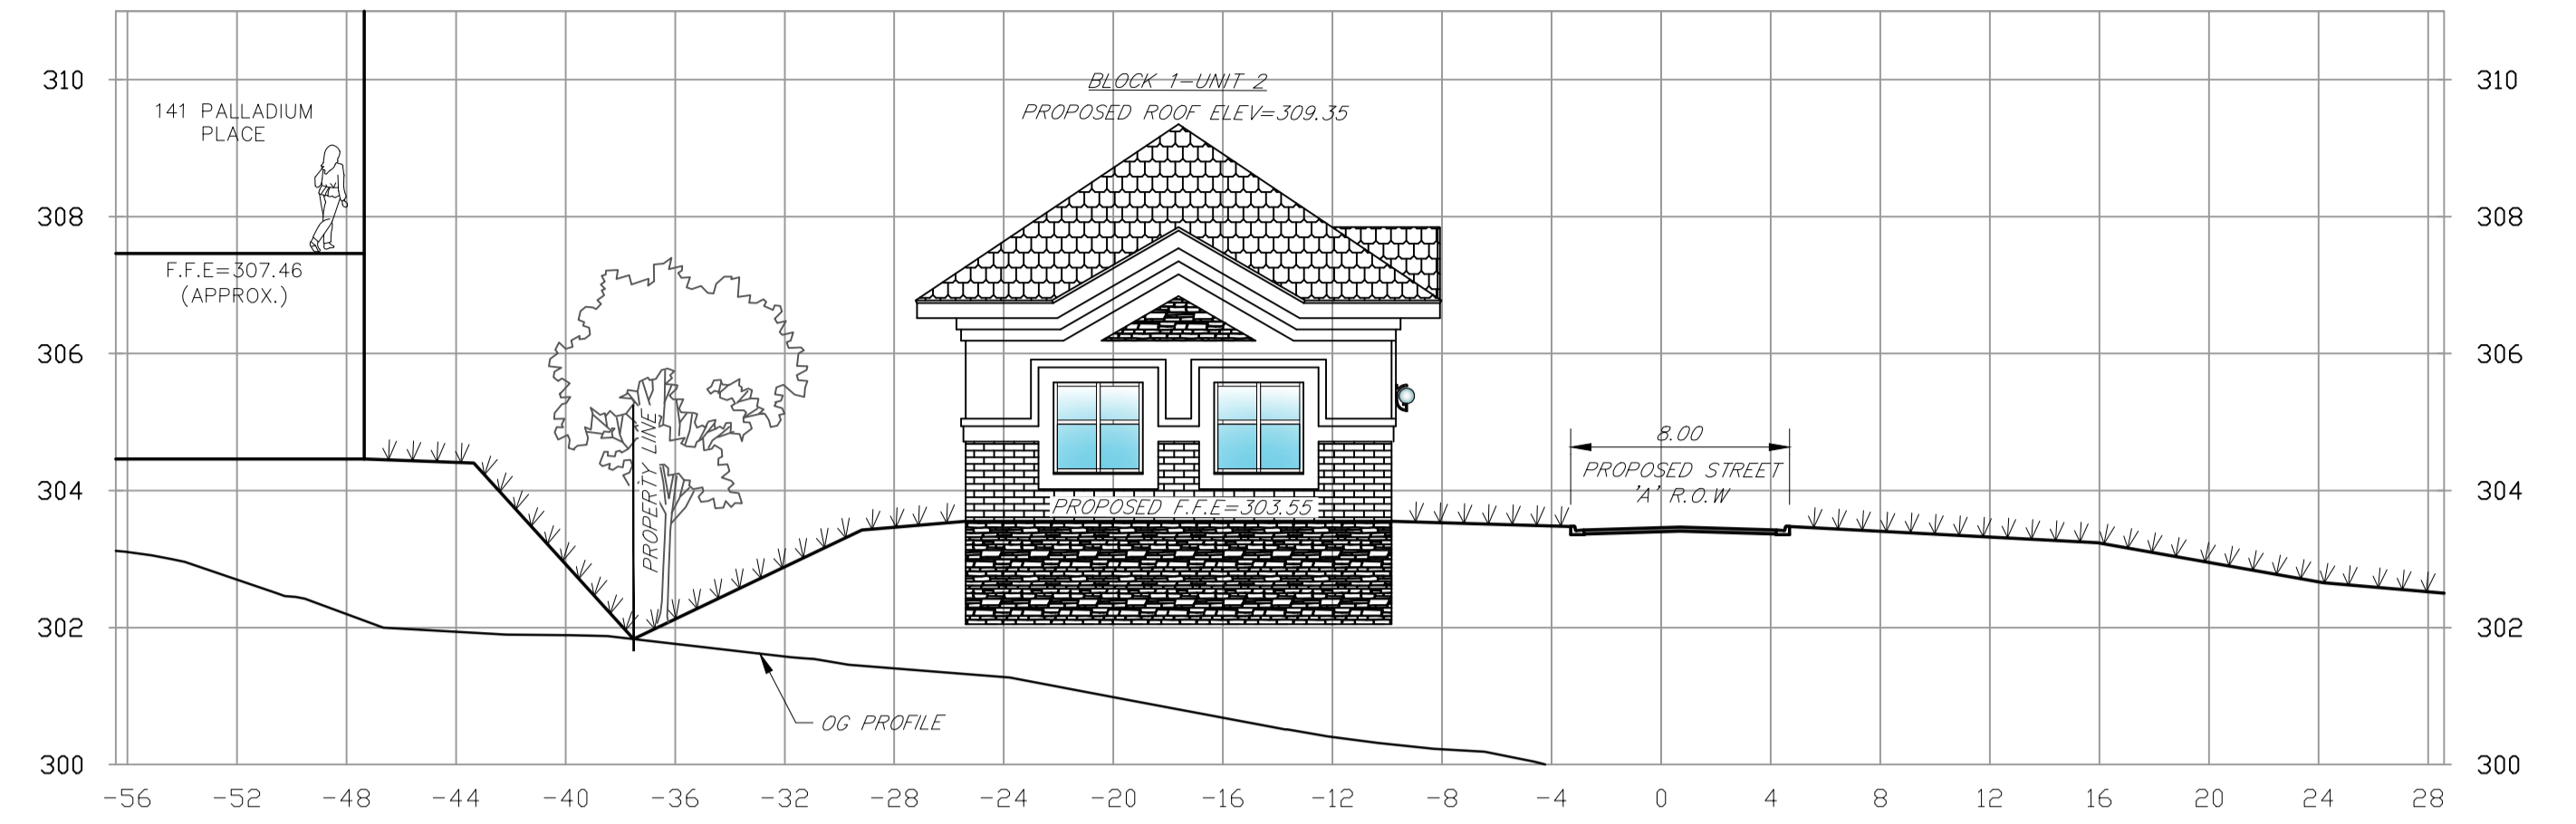 310
BLOCK 1-UNIT 2
310
141 PALLADIUM
PLACE
PROPOSED ROOF ELEV=309.35
308
308
F.F.E=307.46
(APPROX.)
306
306
PROPERTY LINE
8.00
PROPOSED STREET
'A' R.O.W
304
304
PROPOSED F.F.E=303.55
302
302
OG PROFILE
300
300
-56 -52 -48 -44 -40 -36 -32 -28 -24 -20 -16 -12 -8 -4 0 4 8 12 16 20 24 28